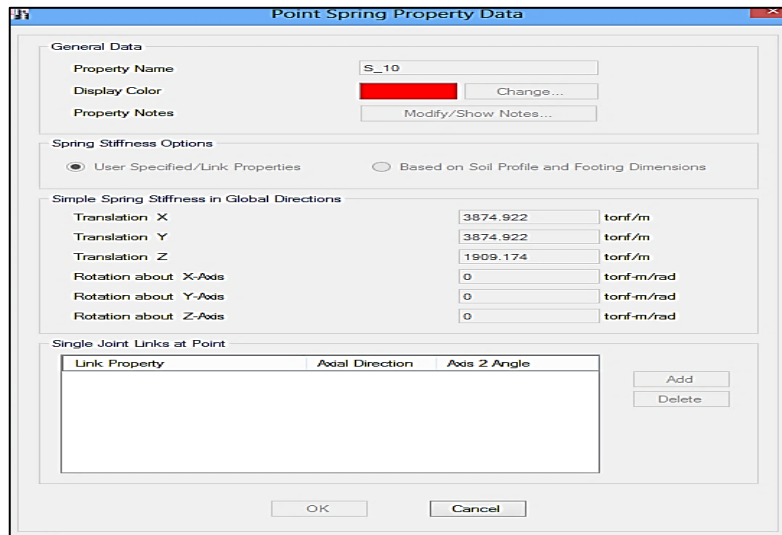 Point Spring Property Data
General Data
Property Name S_10
Display Color Change...
Property Notes Modify/Show Notes...
Spring Stiffness Options
User Specified/Link Properties Based on Soil Profile and Footing Dimensions
Simple Spring Stiffness in Global Directions
Translation X 3874.922 tonf/m
Translation Y 3874.922 tonf/m
Translation Z 1909.174 tonf/m
Rotation about X-Axis 0 tonf-m/rad
Rotation about Y-Axis 0 tonf-m/rad
Rotation about Z-Axis 0 tonf-m/rad
Single Joint Links at Point
Link Property Axial Direction Axis 2 Angle
Add
Delete
OK Cancel